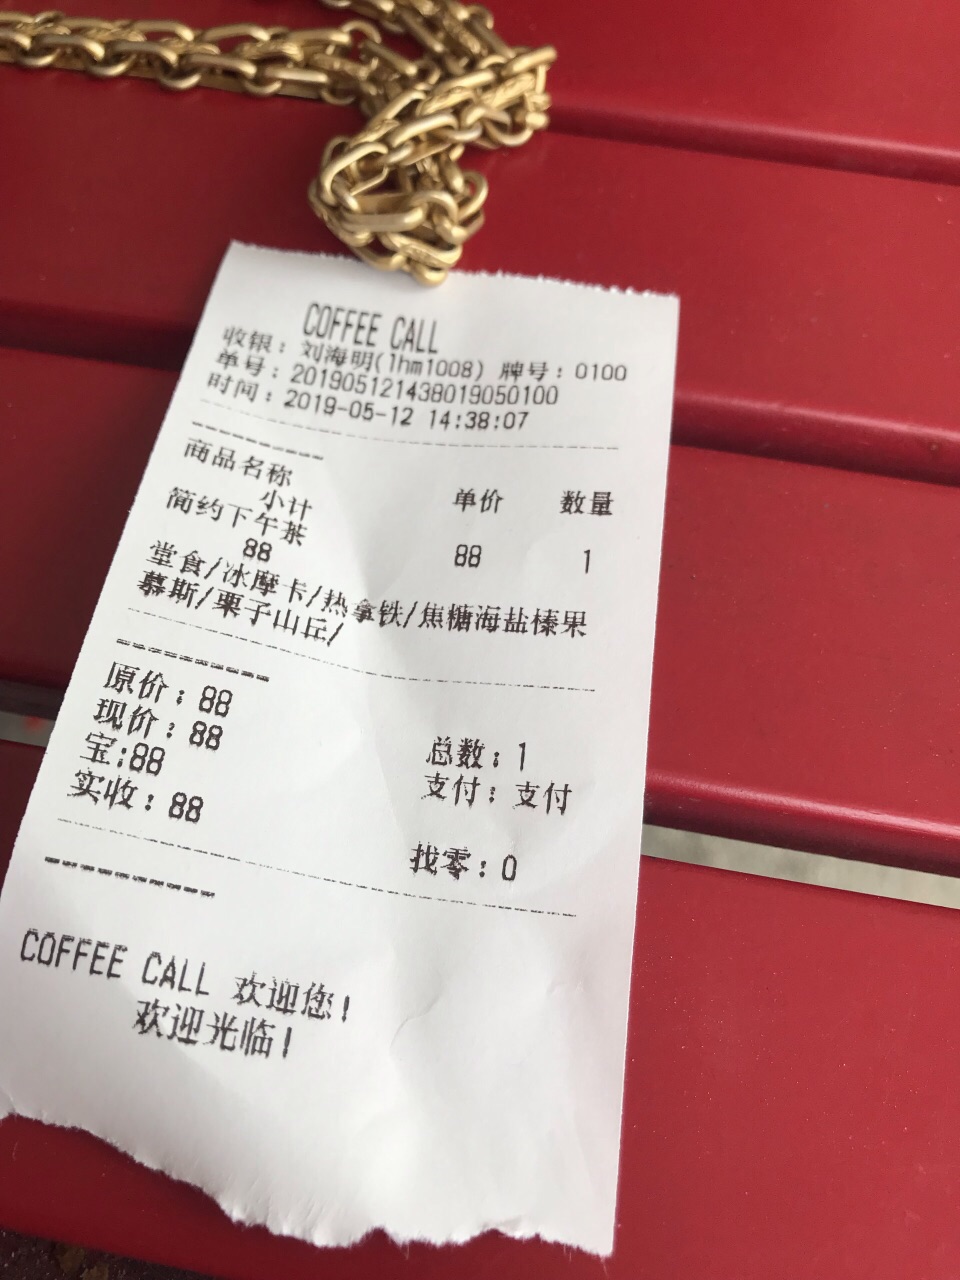 COFFEE CALL
收银：刘海明(lhm1008) 牌号：0100
单号：2019051214438019050100
时间：2019-05-12 14:38:07
商品名称 单价 数量
小计
简约下午茶 88 1
88
堂食/冰摩卡/热拿铁/焦糖海盐榛果
慕斯/栗子山丘/
原价：88 总数：1
现价：88 支付：支付
宝:88
实收：88 找零：0
COFFEE CALL 欢迎您!
欢迎光临!